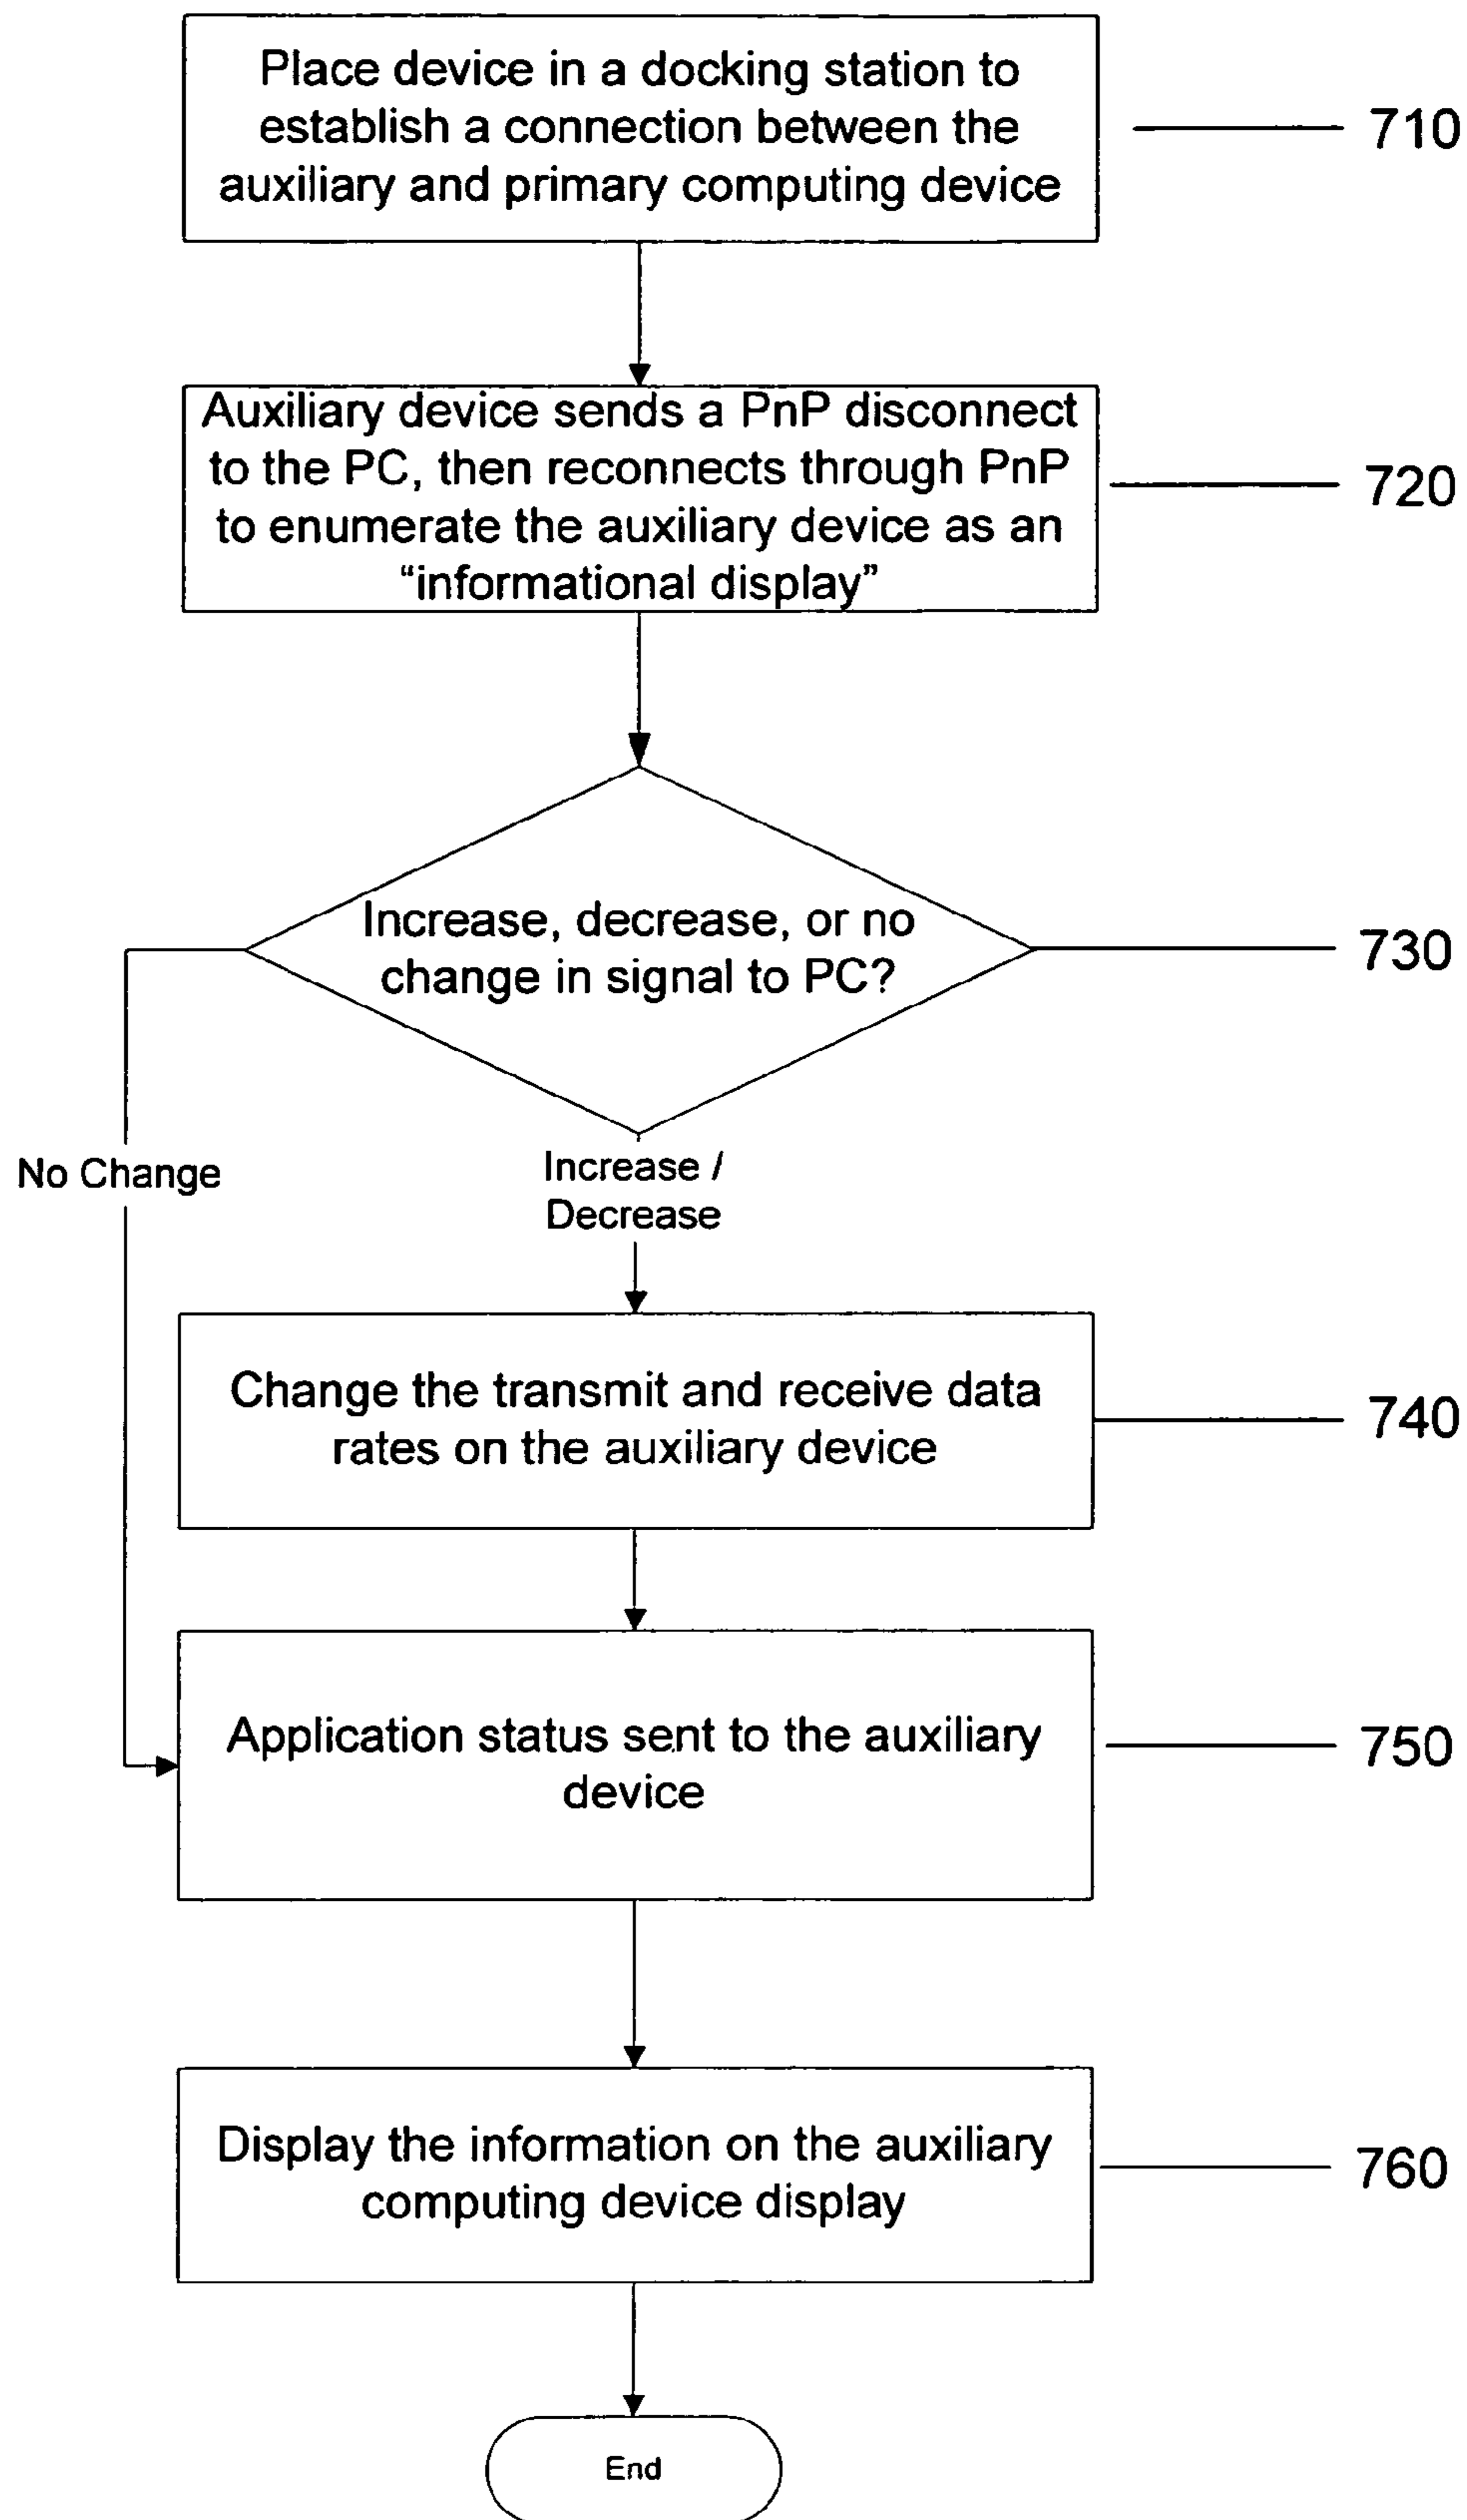 Place device in a docking station to
establish a connection between the
auxiliary and primary computing device
710
Auxiliary device sends a PnP disconnect
to the PC, then reconnects through PnP
to enumerate the auxiliary device as an
“informational display”
720
Increase, decrease, or no
change in signal to PC?
730
No Change
Increase /
Decrease
Change the transmit and receive data
rates on the auxiliary device
740
Application status sent to the auxiliary
device
750
Display the information on the auxiliary
computing device display
760
End